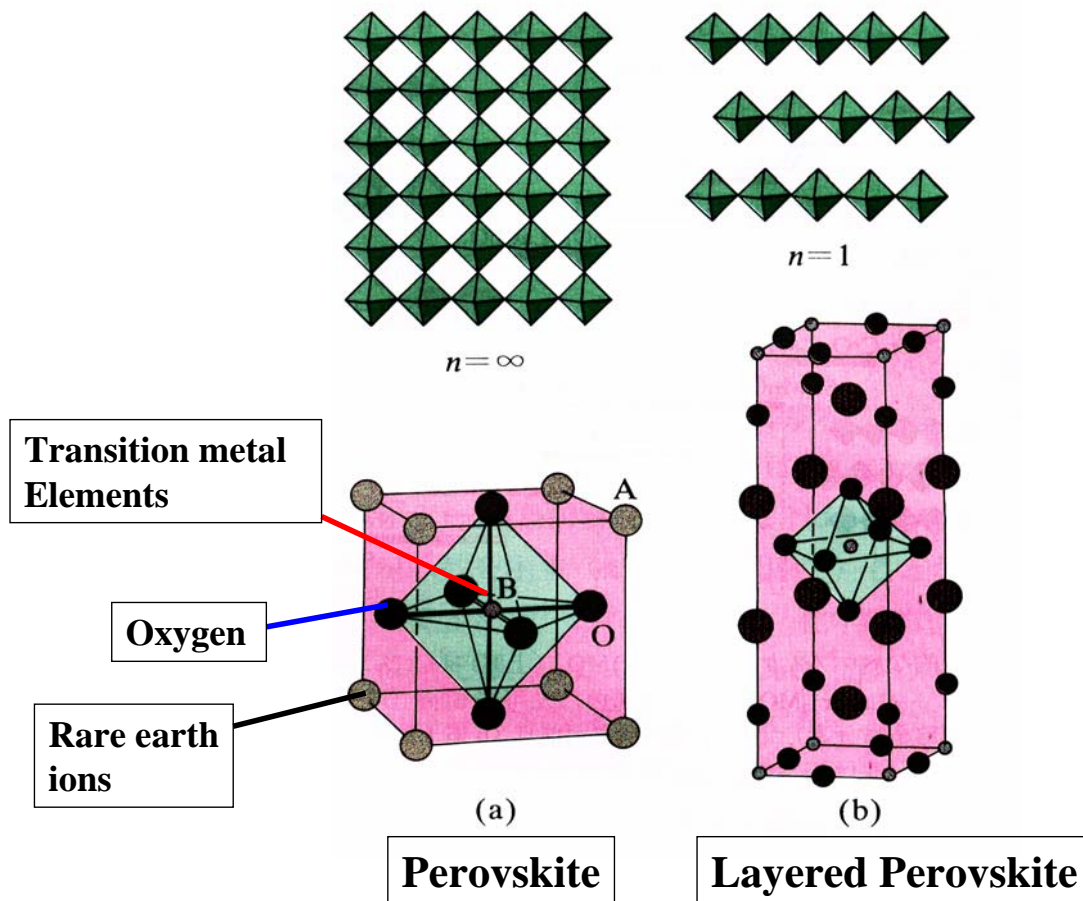 n=∞
n=1
Transition metal
Elements
Oxygen
Rare earth
ions
A
B
O
(a)
(b)
Perovskite
Layered Perovskite